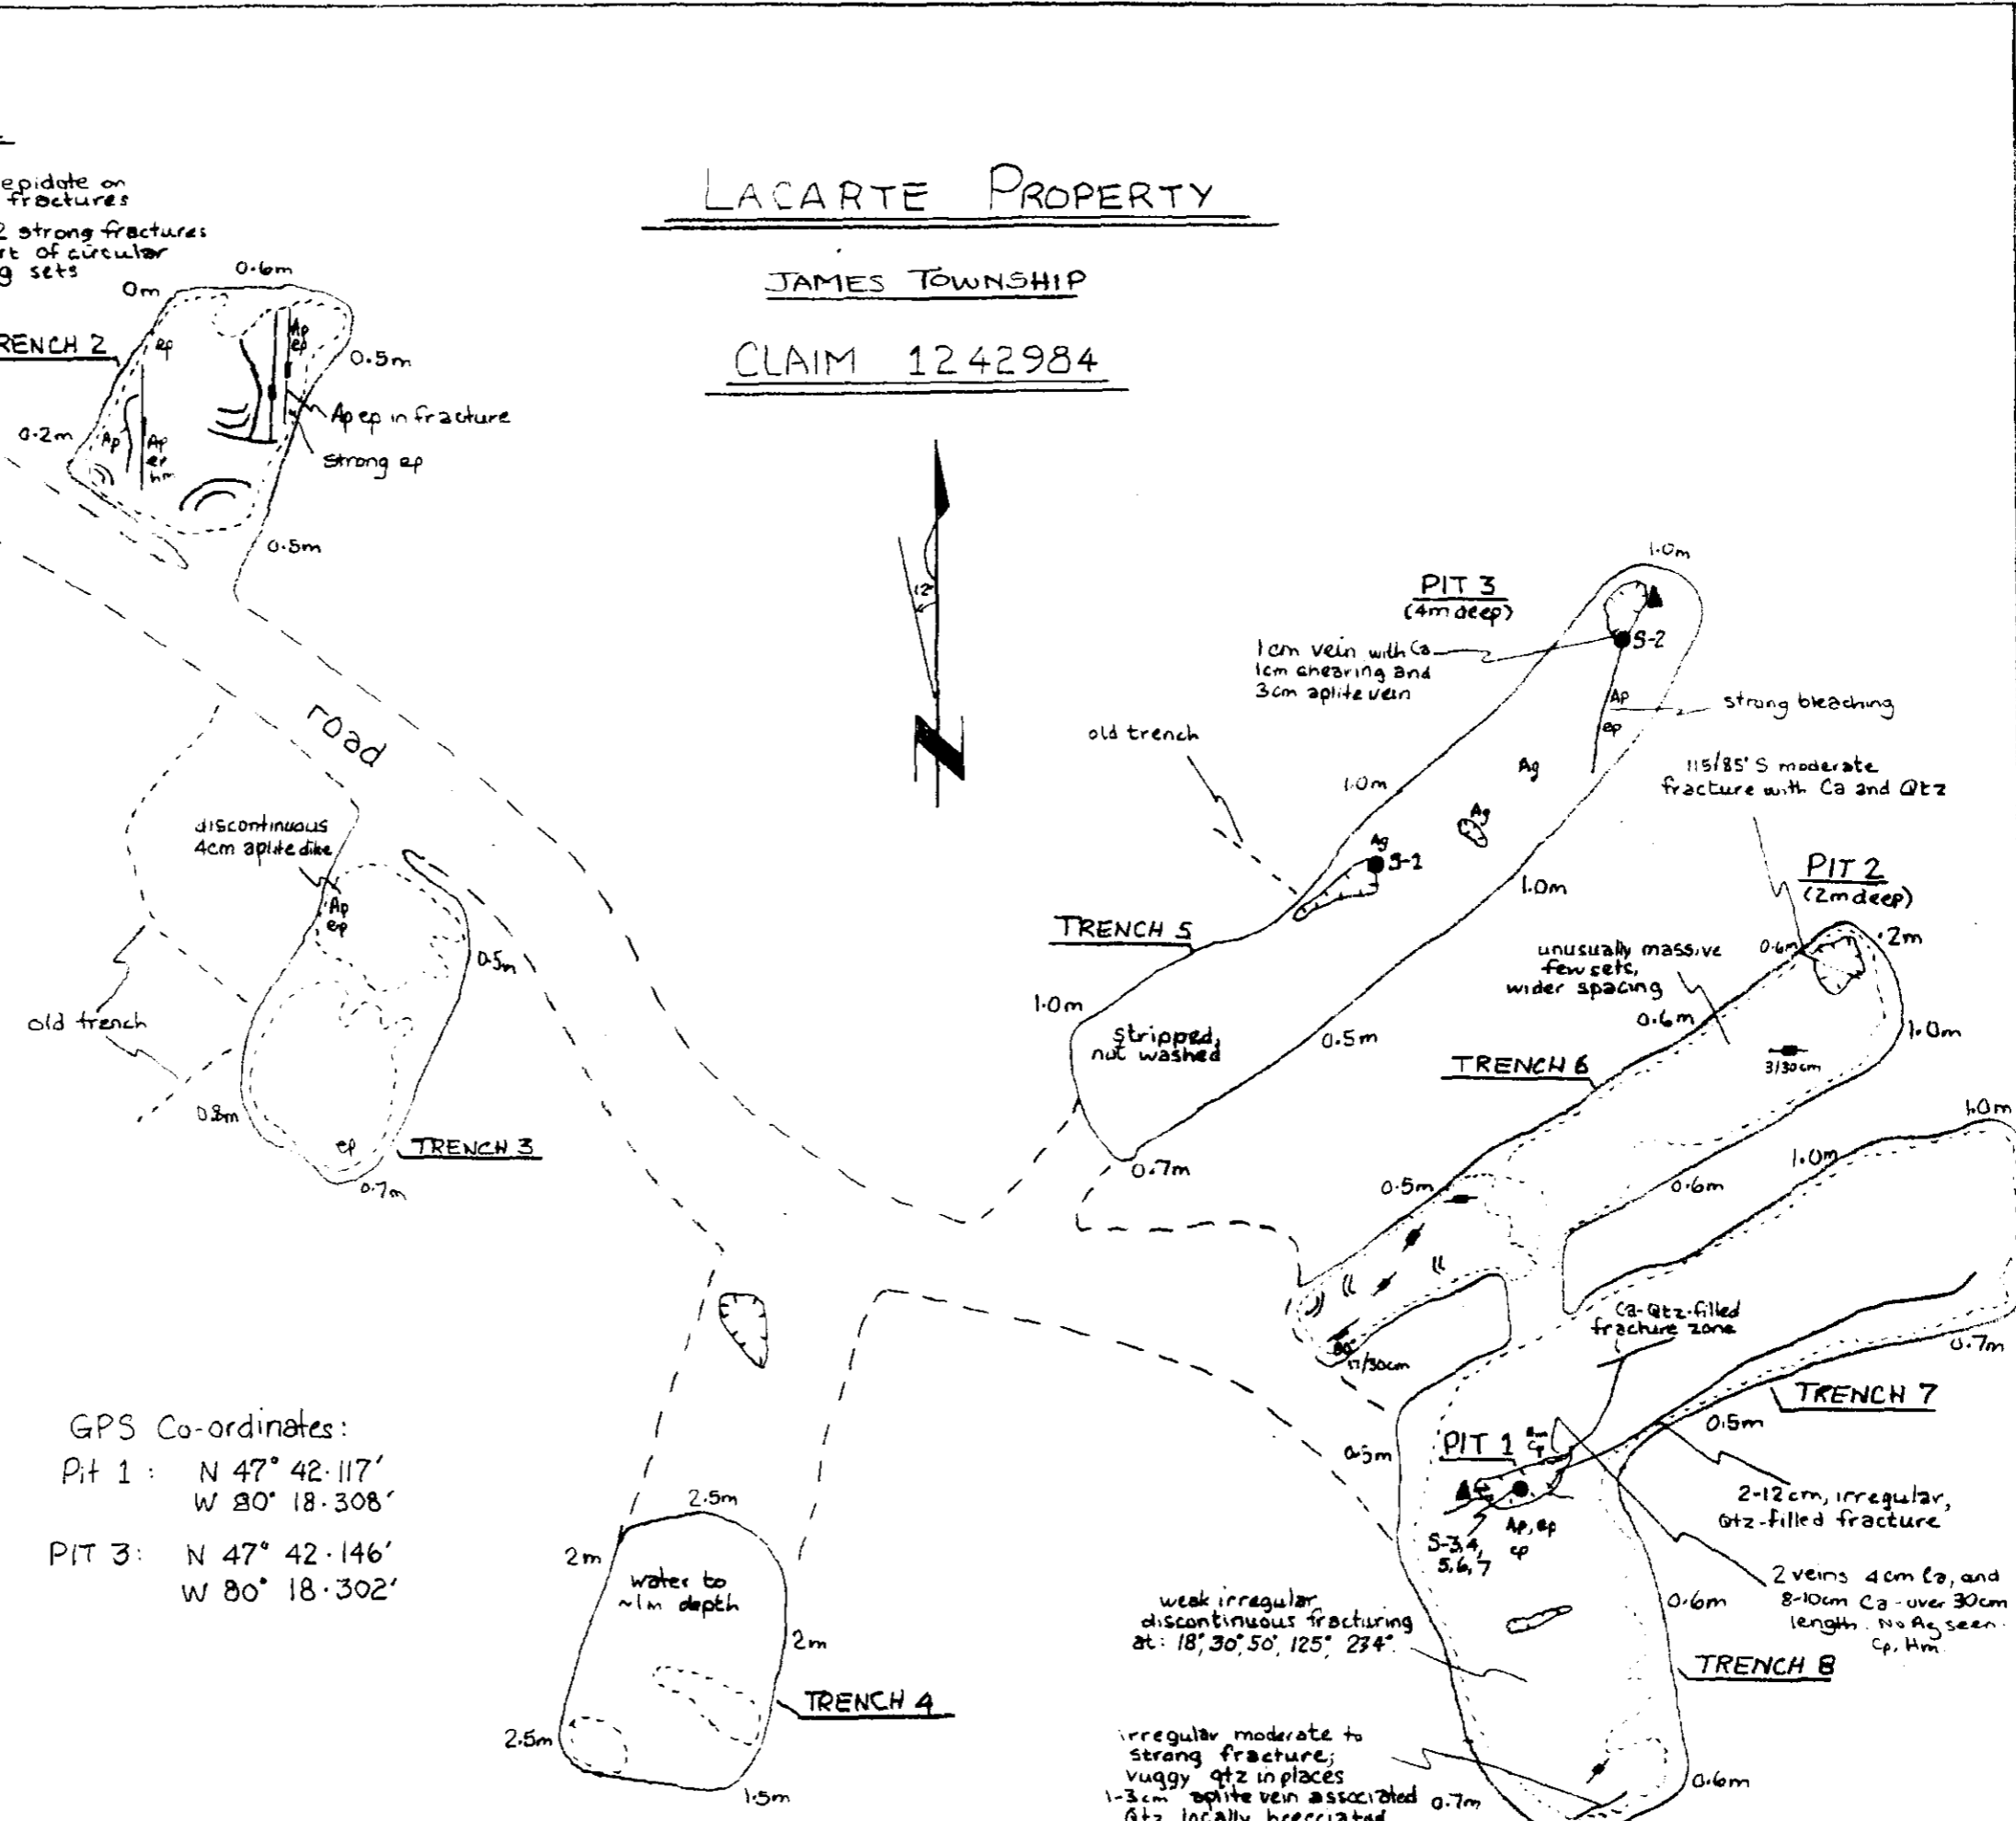 LACARTE PROPERTY
JAMES TOWNSHIP
CLAIM 1242984
epidote on
fractures
2 strong fractures
rt of circular
g sets
RENCH 2
0m
0.6m
0.5m
0.2m
0.5m
ep
Ap
ep
Ap
Ap
ep
hm
Ap ep in fracture
Strong ep
12°
N
road
discontinuous
4cm aplite dike
Ap
ep
0.5m
old trench
0.8m
ep
TRENCH 3
0.7m
PIT 3
(4m deep)
1.0m
S-2
1cm vein with Ca
1cm shearing and
3cm aplite vein
Ap
ep
strong bleaching
old trench
1.0m
Ag
Ag
Ag
S-1
1.0m
TRENCH 5
1.0m
stripped,
not washed
0.5m
0.7m
115/85° S moderate
fracture with Ca and Qtz
PIT 2
(2m deep)
0.6m
.2m
unusually massive
few sets,
wider spacing
0.6m
1.0m
TRENCH 6
3/30cm
0.5m
0.6m
80°
17/30cm
1.0m
1.0m
Ca-Qtz-filled
fracture zone
0.7m
TRENCH 7
0.5m
0.5m
PIT 1
Hm
Cp
S-3,4,
5,6,7
Ap, ep
cp
2-12cm, irregular,
Qtz-filled fracture
2 veins 4cm Ca, and
8-10cm Ca - over 30cm
length. No Ag seen.
Cp, Hm.
weak irregular
discontinuous fracturing
at: 18°, 30°, 50°, 125°, 234°.
0.6m
TRENCH 8
irregular moderate to
strong fracture;
vuggy qtz in places
1-3cm aplite vein associated
Qtz locally brecciated
0.7m
0.6m
GPS Co-ordinates:
Pit 1 : N 47° 42.117'
W 80° 18.308'
PIT 3: N 47° 42.146'
W 80° 18.302'
2.5m
2m
water to
~1m depth
2m
TRENCH 4
2.5m
1.5m